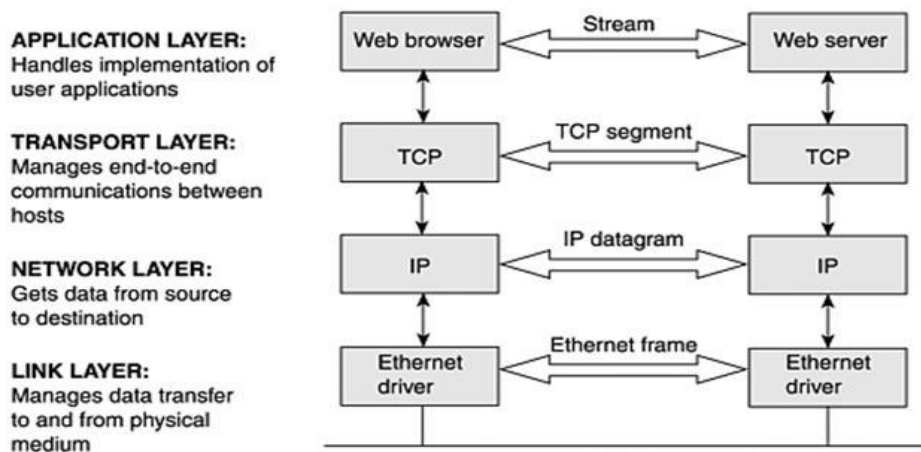 APPLICATION LAYER:
Handles implementation of
user applications
Web browser
Stream
Web server
TRANSPORT LAYER:
Manages end-to-end
communications between
hosts
TCP
TCP segment
TCP
NETWORK LAYER:
Gets data from source
to destination
IP
IP datagram
IP
LINK LAYER:
Manages data transfer
to and from physical
medium
Ethernet
driver
Ethernet frame
Ethernet
driver